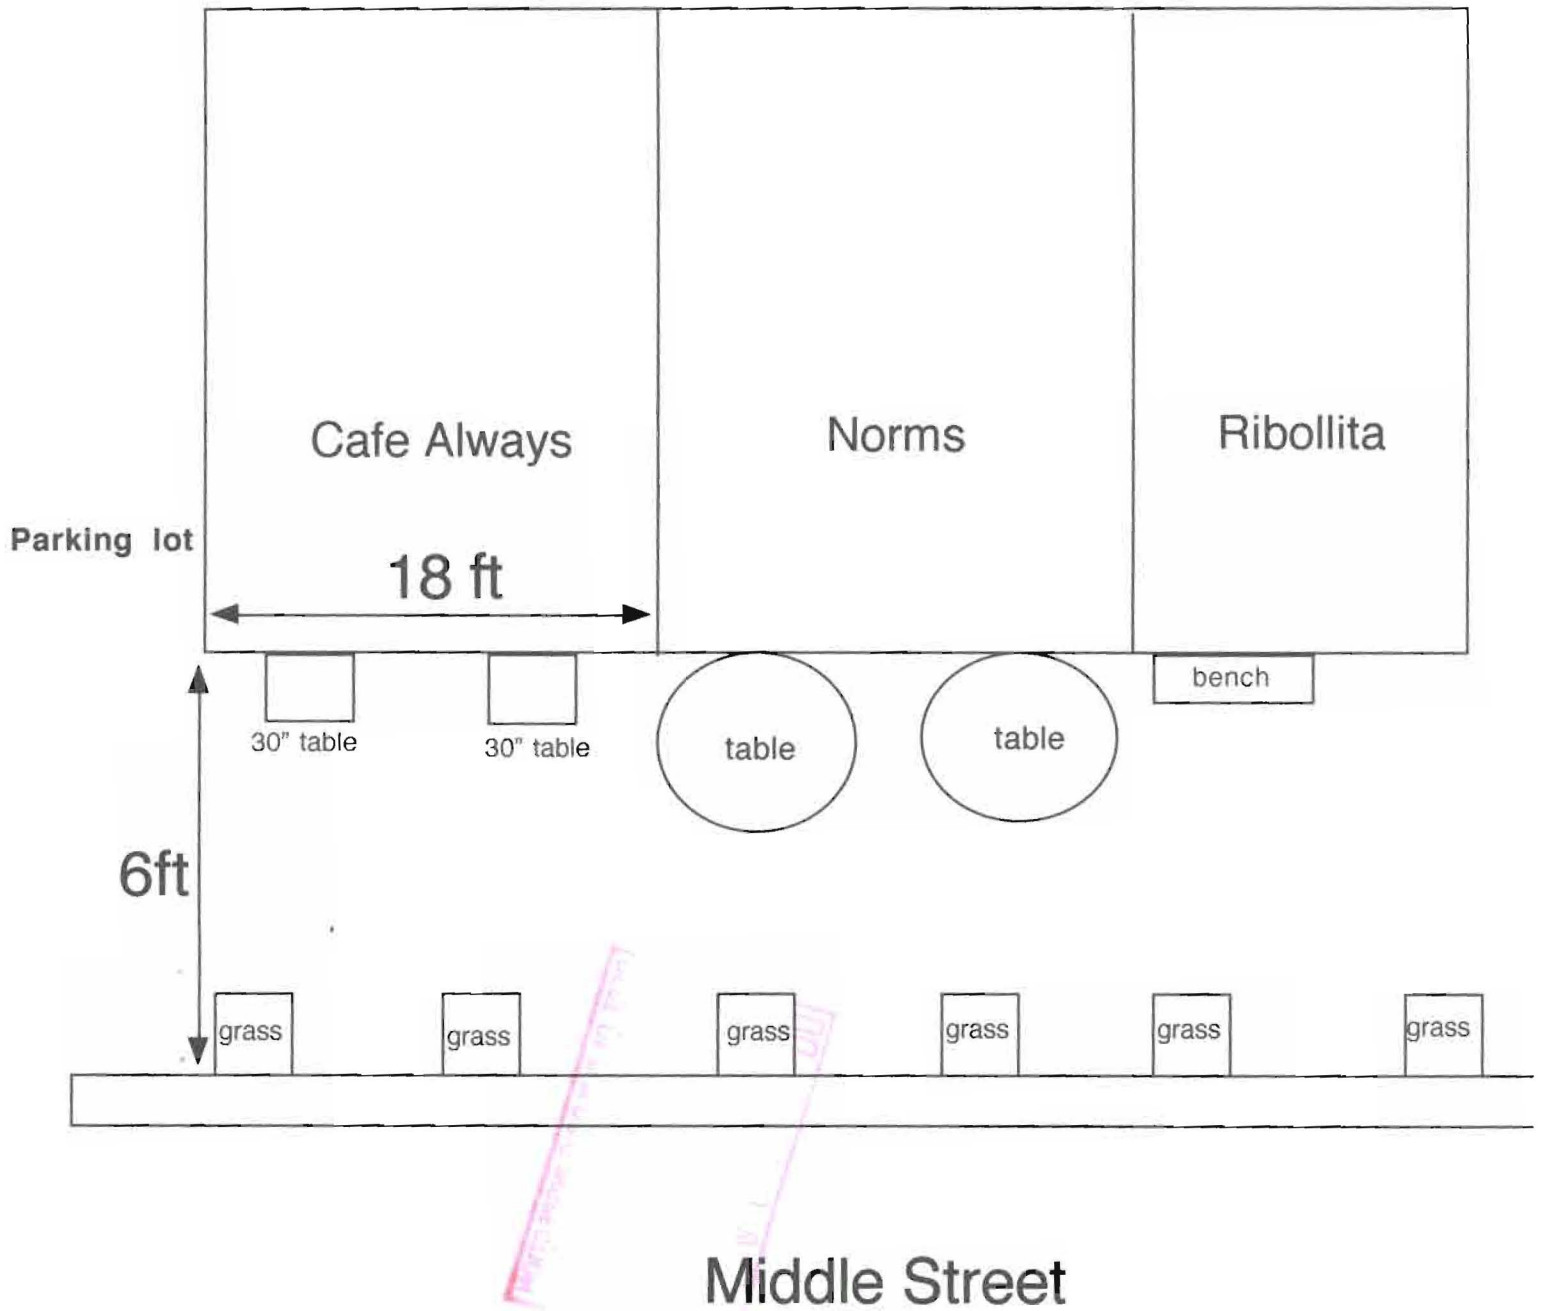 Cafe Always
Norms
Ribollita
Parking lot
18 ft
bench
30" table
30" table
table
table
6ft
grass
grass
grass
grass
grass
grass
Middle Street